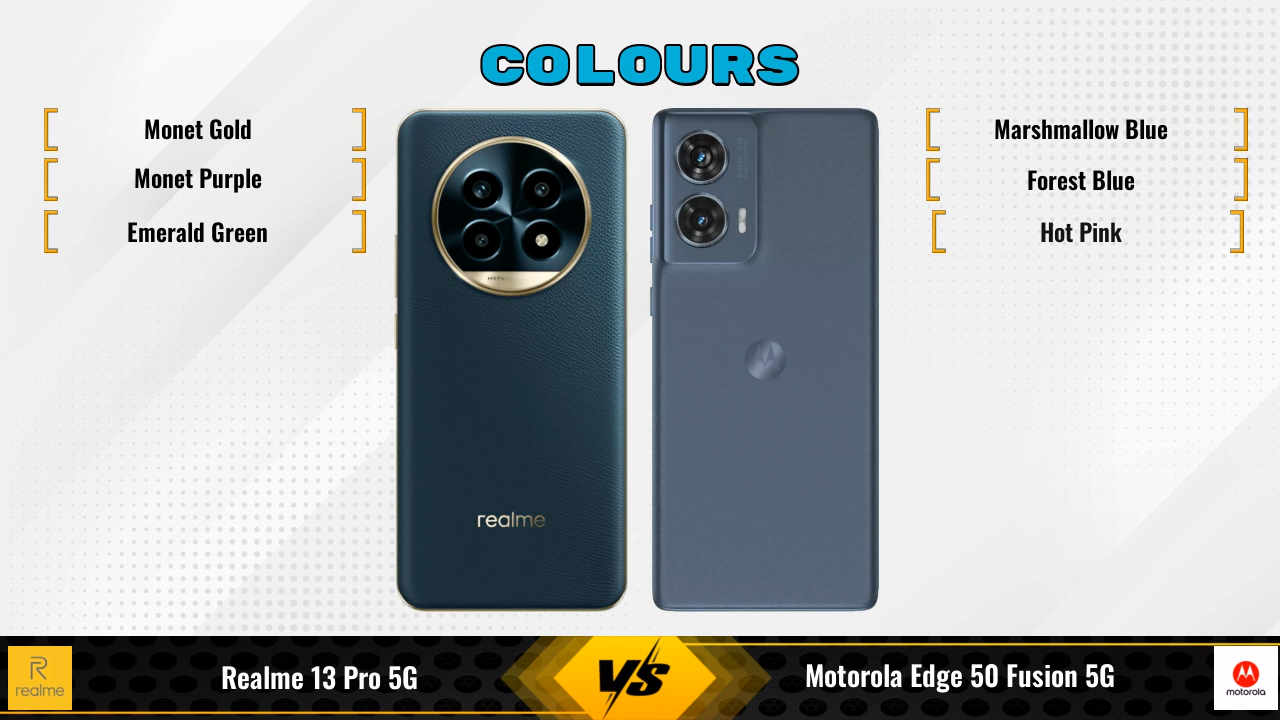 COLOURS
Monet Gold
Monet Purple
Emerald Green
Marshmallow Blue
Forest Blue
Hot Pink
realme
realme
Realme 13 Pro 5G
VS
Motorola Edge 50 Fusion 5G
motorola